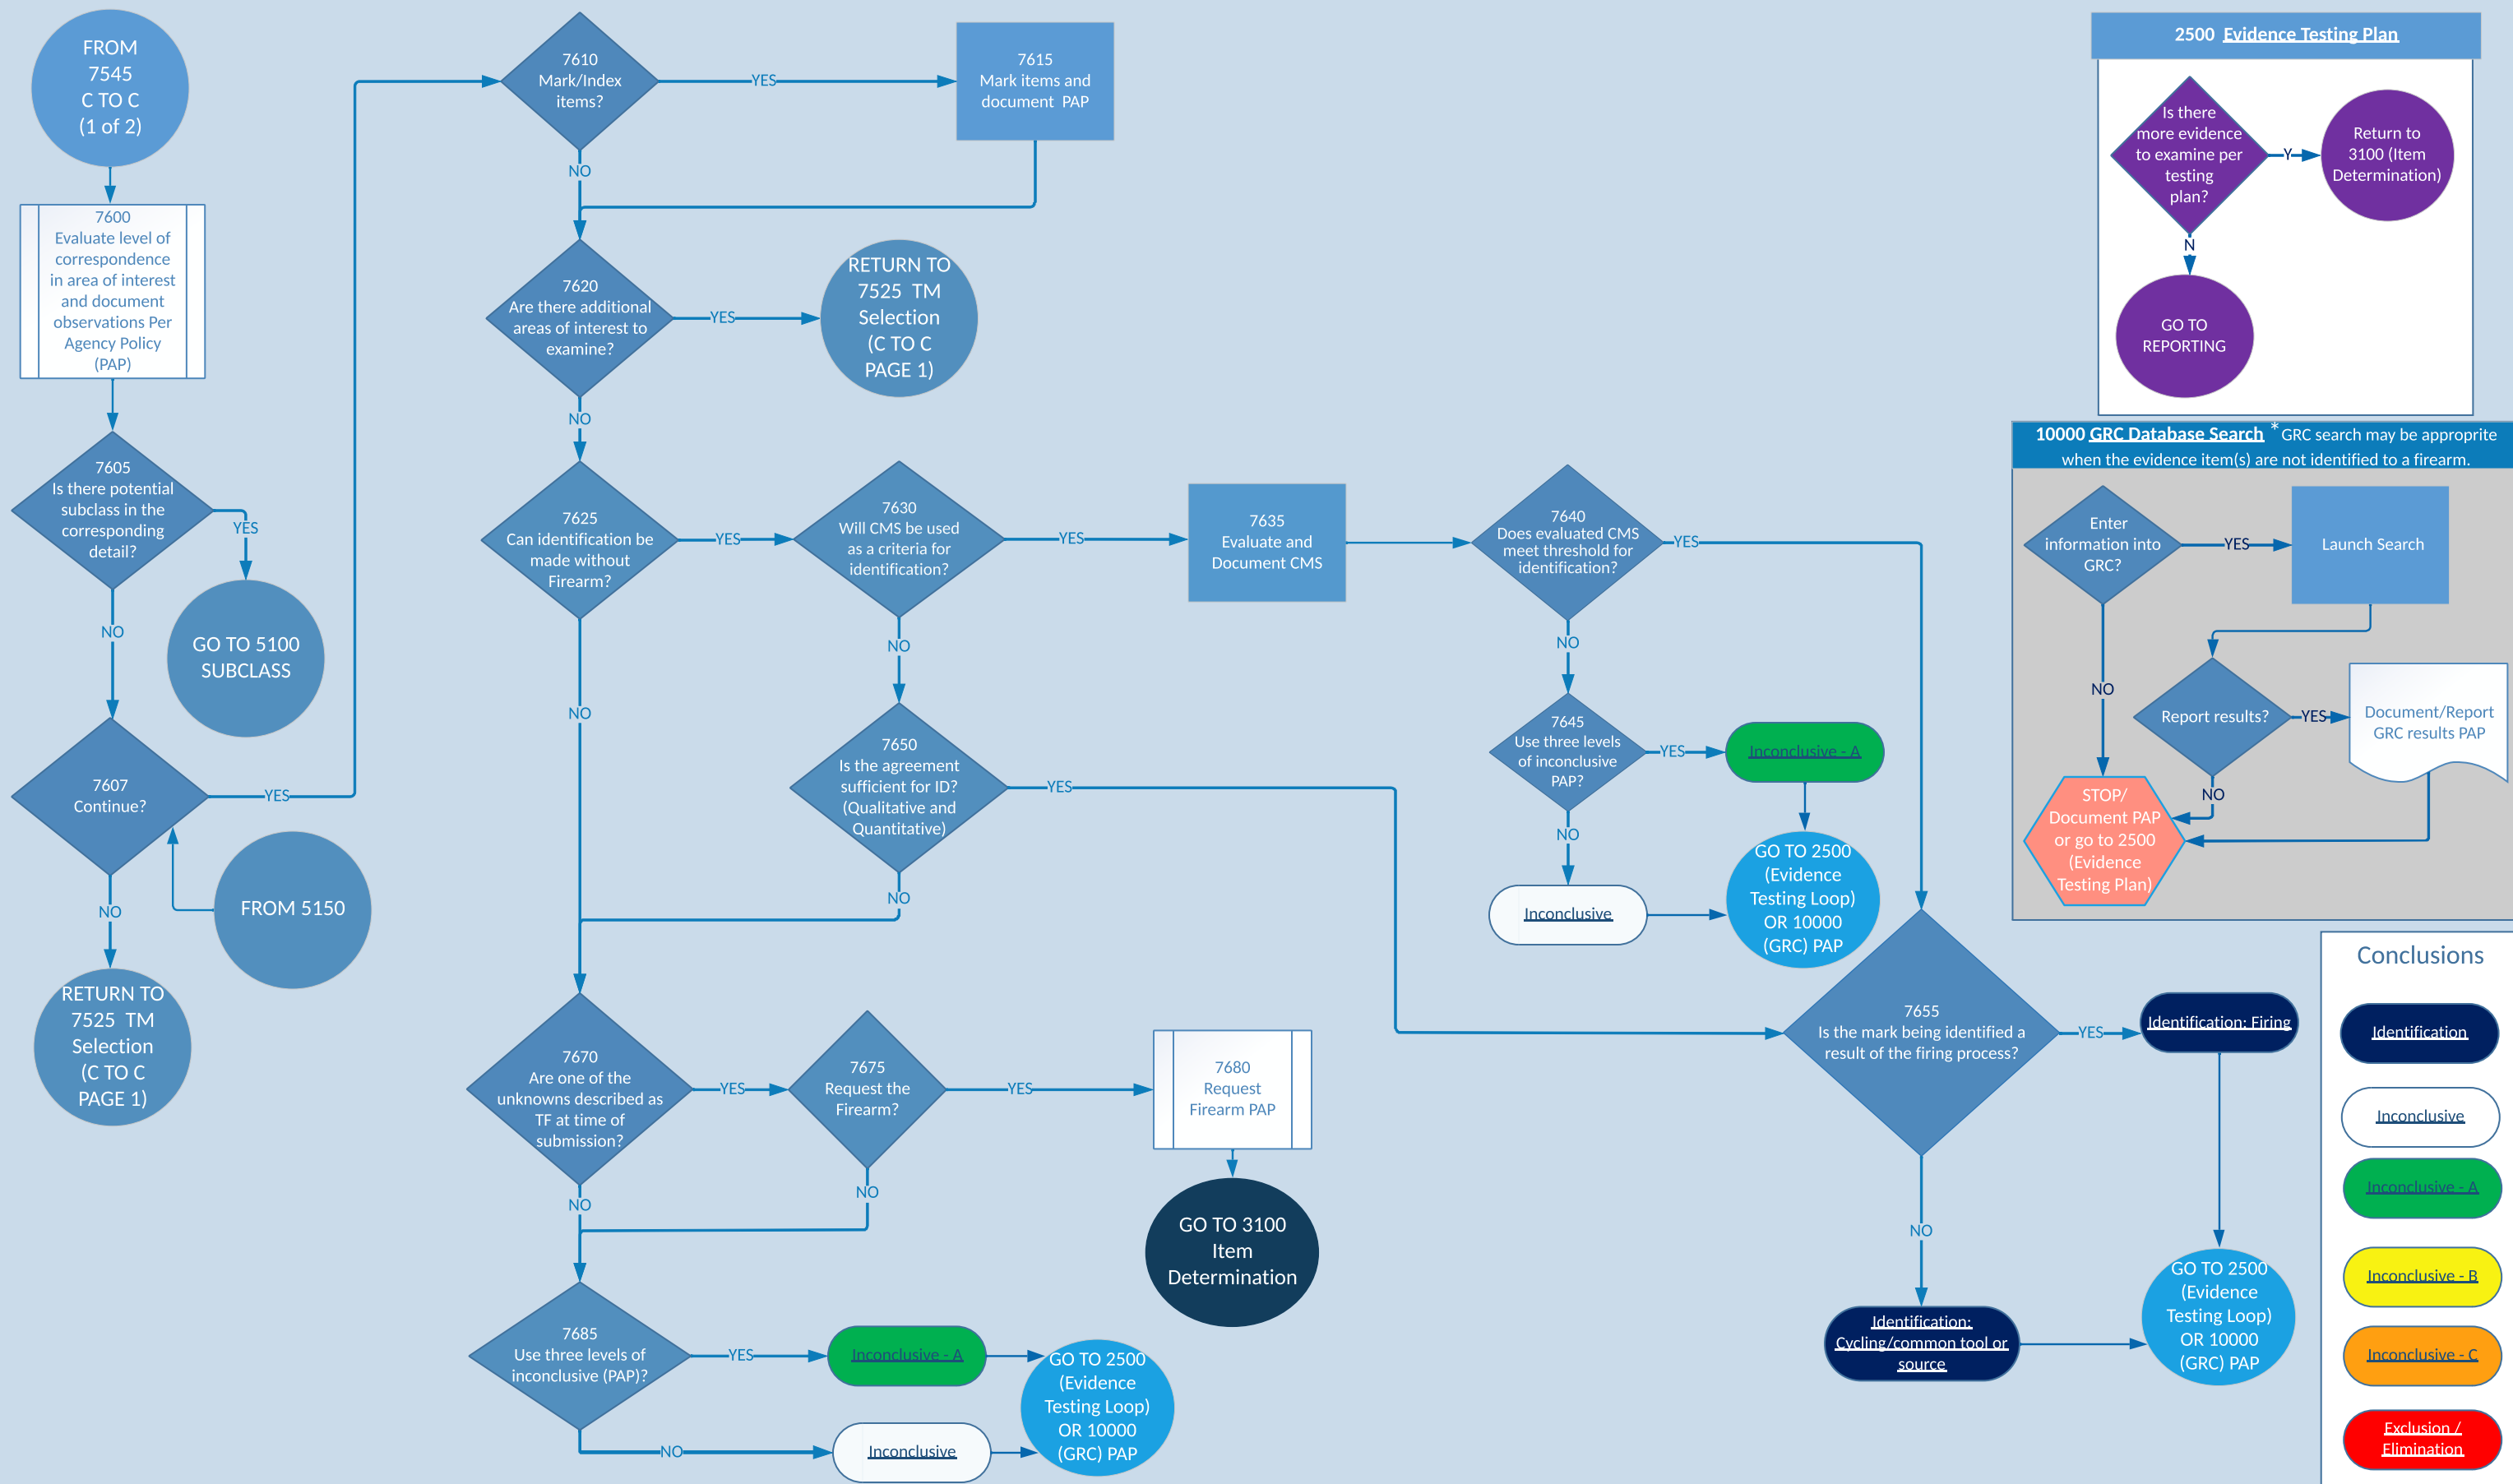 FROM
7545
C TO C
(1 of 2)
7600
Evaluate level of
correspondence
in area of interest
and document
observations Per
Agency Policy
(PAP)
7605
Is there potential
subclass in the
corresponding
detail?
YES
NO
GO TO 5100
SUBCLASS
7607
Continue?
YES
NO
FROM 5150
RETURN TO
7525 TM
Selection
(C TO C
PAGE 1)
7610
Mark/Index
items?
YES
NO
7615
Mark items and
document PAP
7620
Are there additional
areas of interest to
examine?
YES
NO
RETURN TO
7525 TM
Selection
(C TO C
PAGE 1)
7625
Can identification be
made without
Firearm?
YES
NO
7630
Will CMS be used
as a criteria for
identification?
YES
NO
7635
Evaluate and
Document CMS
7640
Does evaluated CMS
meet threshold for
identification?
YES
NO
7645
Use three levels
of inconclusive
PAP?
YES
NO
Inconclusive - A
Inconclusive
GO TO 2500
(Evidence
Testing Loop)
OR 10000
(GRC) PAP
7650
Is the agreement
sufficient for ID?
(Qualitative and
Quantitative)
YES
NO
7655
Is the mark being identified a
result of the firing process?
YES
NO
Identification: Firing
Identification:
Cycling/common tool or
source
GO TO 2500
(Evidence
Testing Loop)
OR 10000
(GRC) PAP
7670
Are one of the
unknowns described as
TF at time of
submission?
YES
NO
7675
Request the
Firearm?
YES
NO
7680
Request
Firearm PAP
GO TO 3100
Item
Determination
7685
Use three levels of
inconclusive (PAP)?
YES
NO
Inconclusive - A
Inconclusive
GO TO 2500
(Evidence
Testing Loop)
OR 10000
(GRC) PAP
2500 Evidence Testing Plan
Is there
more evidence
to examine per
testing
plan?
Y
N
Return to
3100 (Item
Determination)
GO TO
REPORTING
10000 GRC Database Search *GRC search may be approprite
when the evidence item(s) are not identified to a firearm.
Enter
information into
GRC?
YES
NO
Launch Search
Report results?
YES
NO
Document/Report
GRC results PAP
STOP/
Document PAP
or go to 2500
(Evidence
Testing Plan)
Conclusions
Identification
Inconclusive
Inconclusive - A
Inconclusive - B
Inconclusive - C
Exclusion /
Elimination